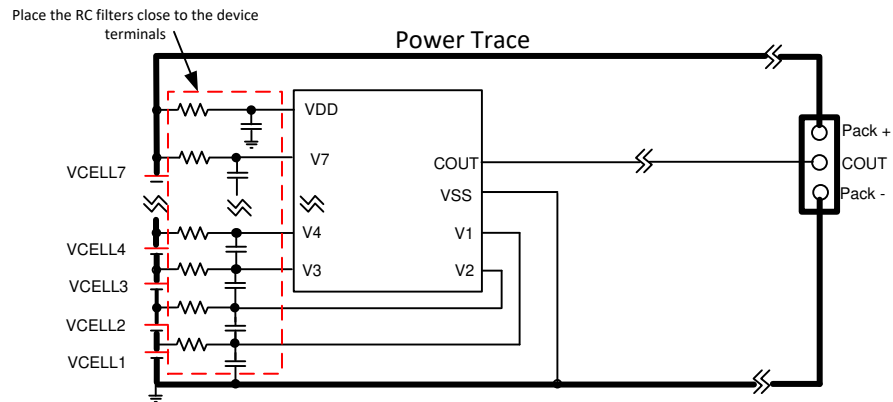 Place the RC filters close to the device
terminals
Power Trace
VDD
Pack +
V7
COUT
COUT
VCELL7
VSS
Pack -
V4
V1
VCELL4
V3
V2
VCELL3
VCELL2
VCELL1